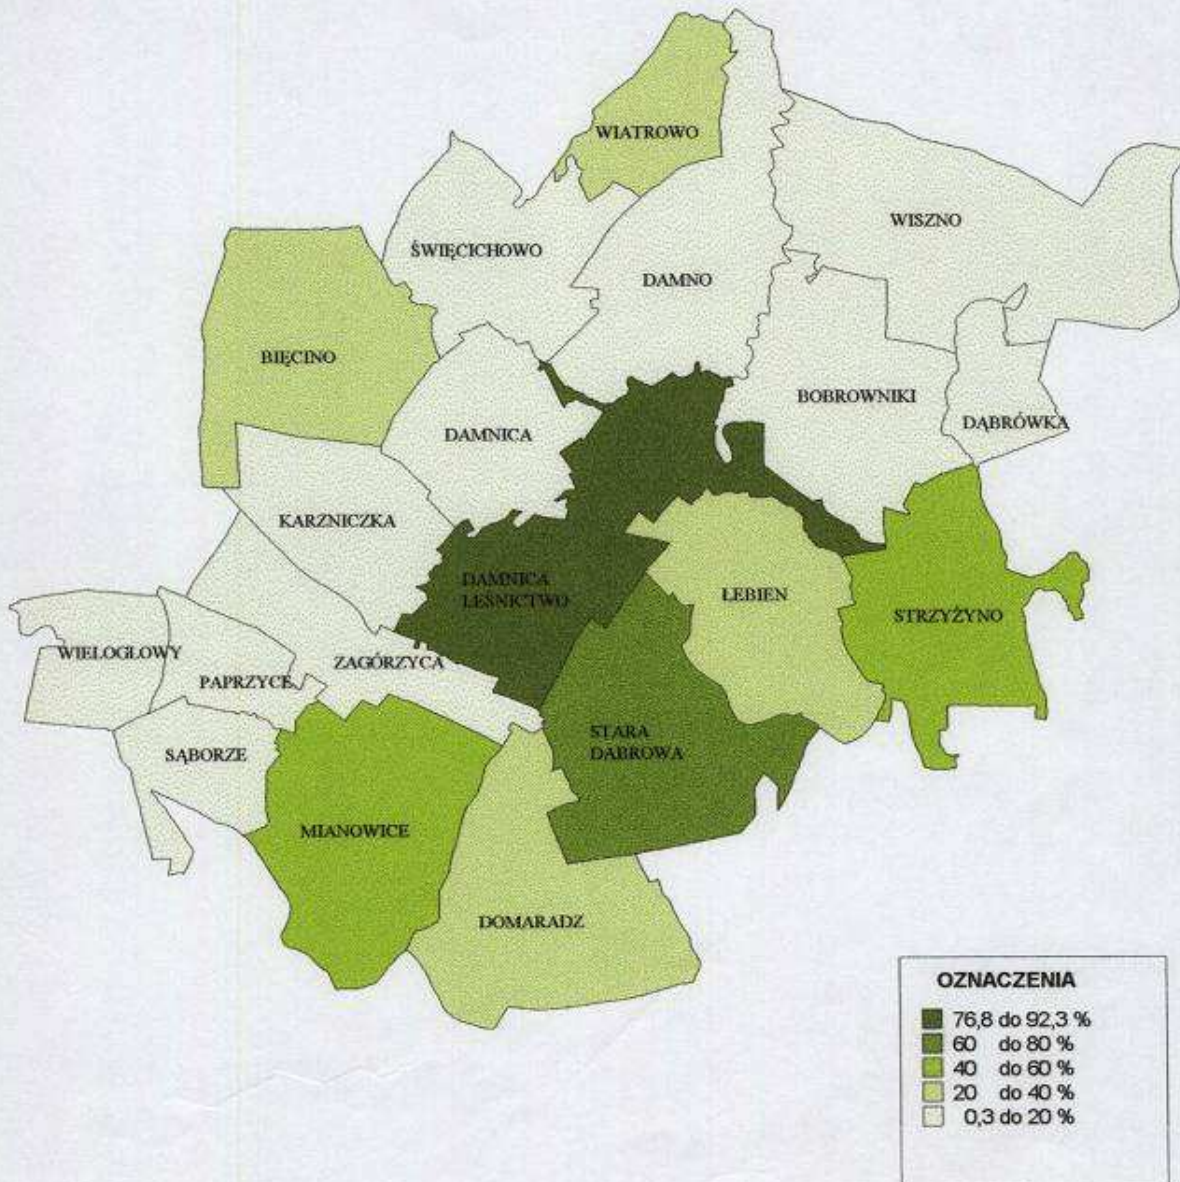 WIATROWO
WISZNO
ŚWIĘCICHOWO
DAMNO
BIĘCINO
BOBROWNIKI
DĄBRÓWKA
DAMNICA
KARZNICZKA
DAMNICA
LEŚNICTWO
ŁEBIEŃ
STRZYŻYNO
WIELOGŁOWY
ZAGÓRZYCA
PAPRZYCE
STARA
DĄBROWA
SĄBORZE
MIANOWICE
DOMARADZ
OZNACZENIA
76,8 do 92,3 %
60 do 80 %
40 do 60 %
20 do 40 %
0,3 do 20 %